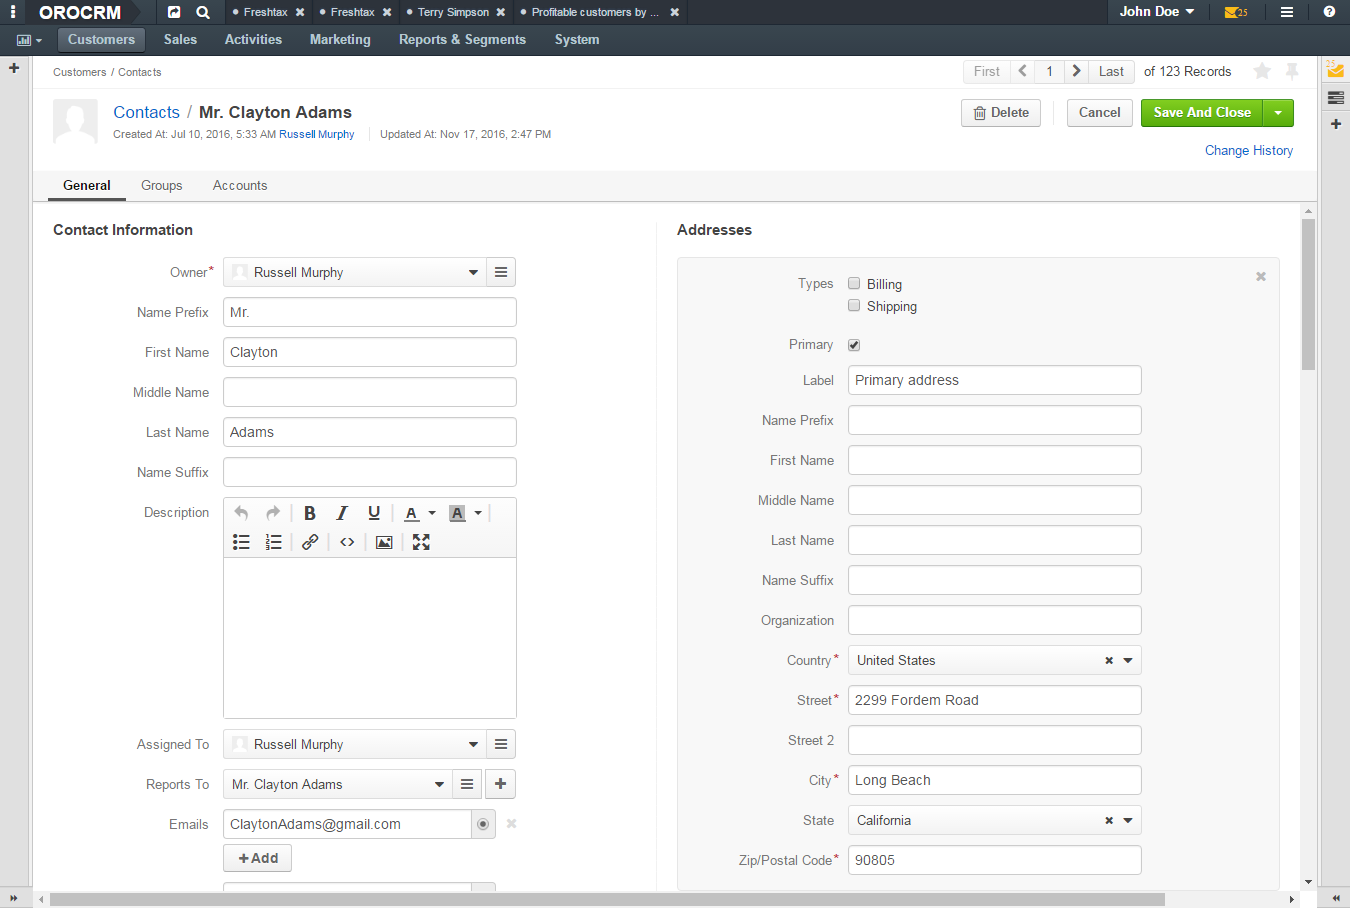 OROCRM
Freshtax
Freshtax
Terry Simpson
Profitable customers by ...
John Doe
25
Customers
Sales
Activities
Marketing
Reports & Segments
System
Customers / Contacts
First
1
Last
of 123 Records
25
Contacts / Mr. Clayton Adams
Delete
Cancel
Save And Close
Created At: Jul 10, 2016, 5:33 AM Russell Murphy
Updated At: Nov 17, 2016, 2:47 PM
Change History
General
Groups
Accounts
Contact Information
Owner*
Russell Murphy
Name Prefix
Mr.
First Name
Clayton
Middle Name
Last Name
Adams
Name Suffix
Description
B I U A A
Assigned To
Russell Murphy
Reports To
Mr. Clayton Adams
Emails
ClaytonAdams@gmail.com
+Add
Addresses
Types
Billing
Shipping
Primary
Label
Primary address
Name Prefix
First Name
Middle Name
Last Name
Name Suffix
Organization
Country*
United States
Street*
2299 Fordem Road
Street 2
City*
Long Beach
State
California
Zip/Postal Code*
90805